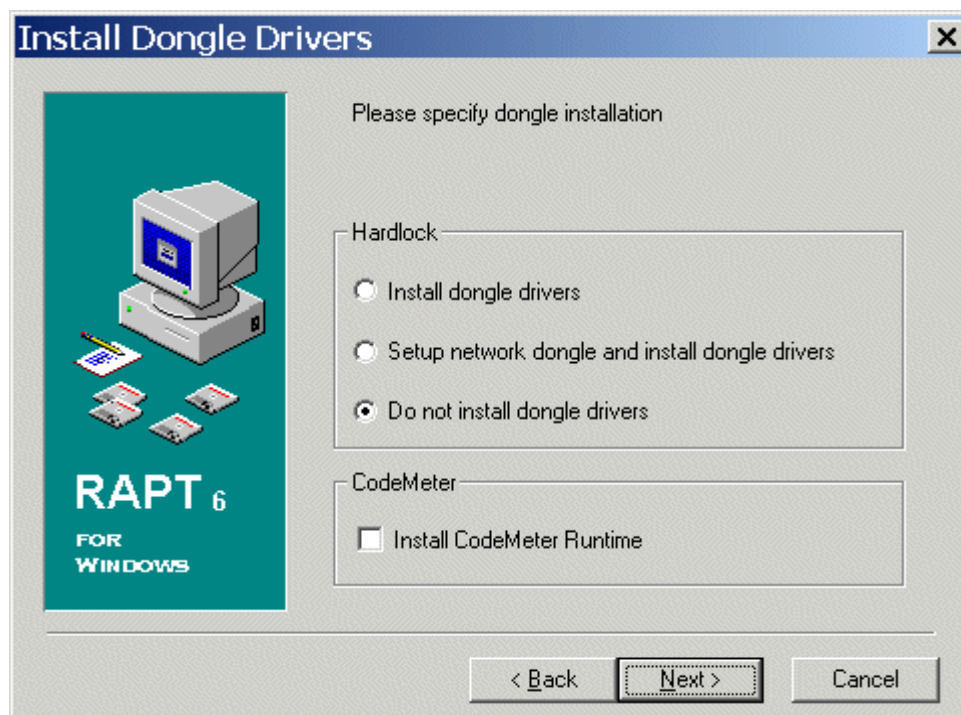 Install Dongle Drivers
Please specify dongle installation
Hardlock
Install dongle drivers
Setup network dongle and install dongle drivers
Do not install dongle drivers
CodeMeter
Install CodeMeter Runtime
RAPT 6
FOR
WINDOWS
< Back
Next >
Cancel